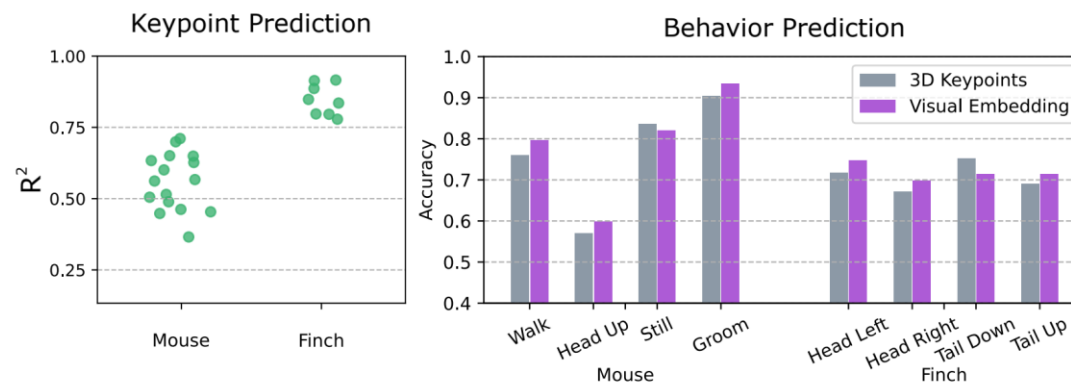 Keypoint Prediction
R²
1.00
0.75
0.50
0.25
Mouse
Finch
Behavior Prediction
Accuracy
1.0
0.9
0.8
0.7
0.6
0.5
0.4
3D Keypoints
Visual Embedding
Walk
Head Up
Still
Groom
Head Left
Head Right
Tail Down
Tail Up
Mouse
Finch